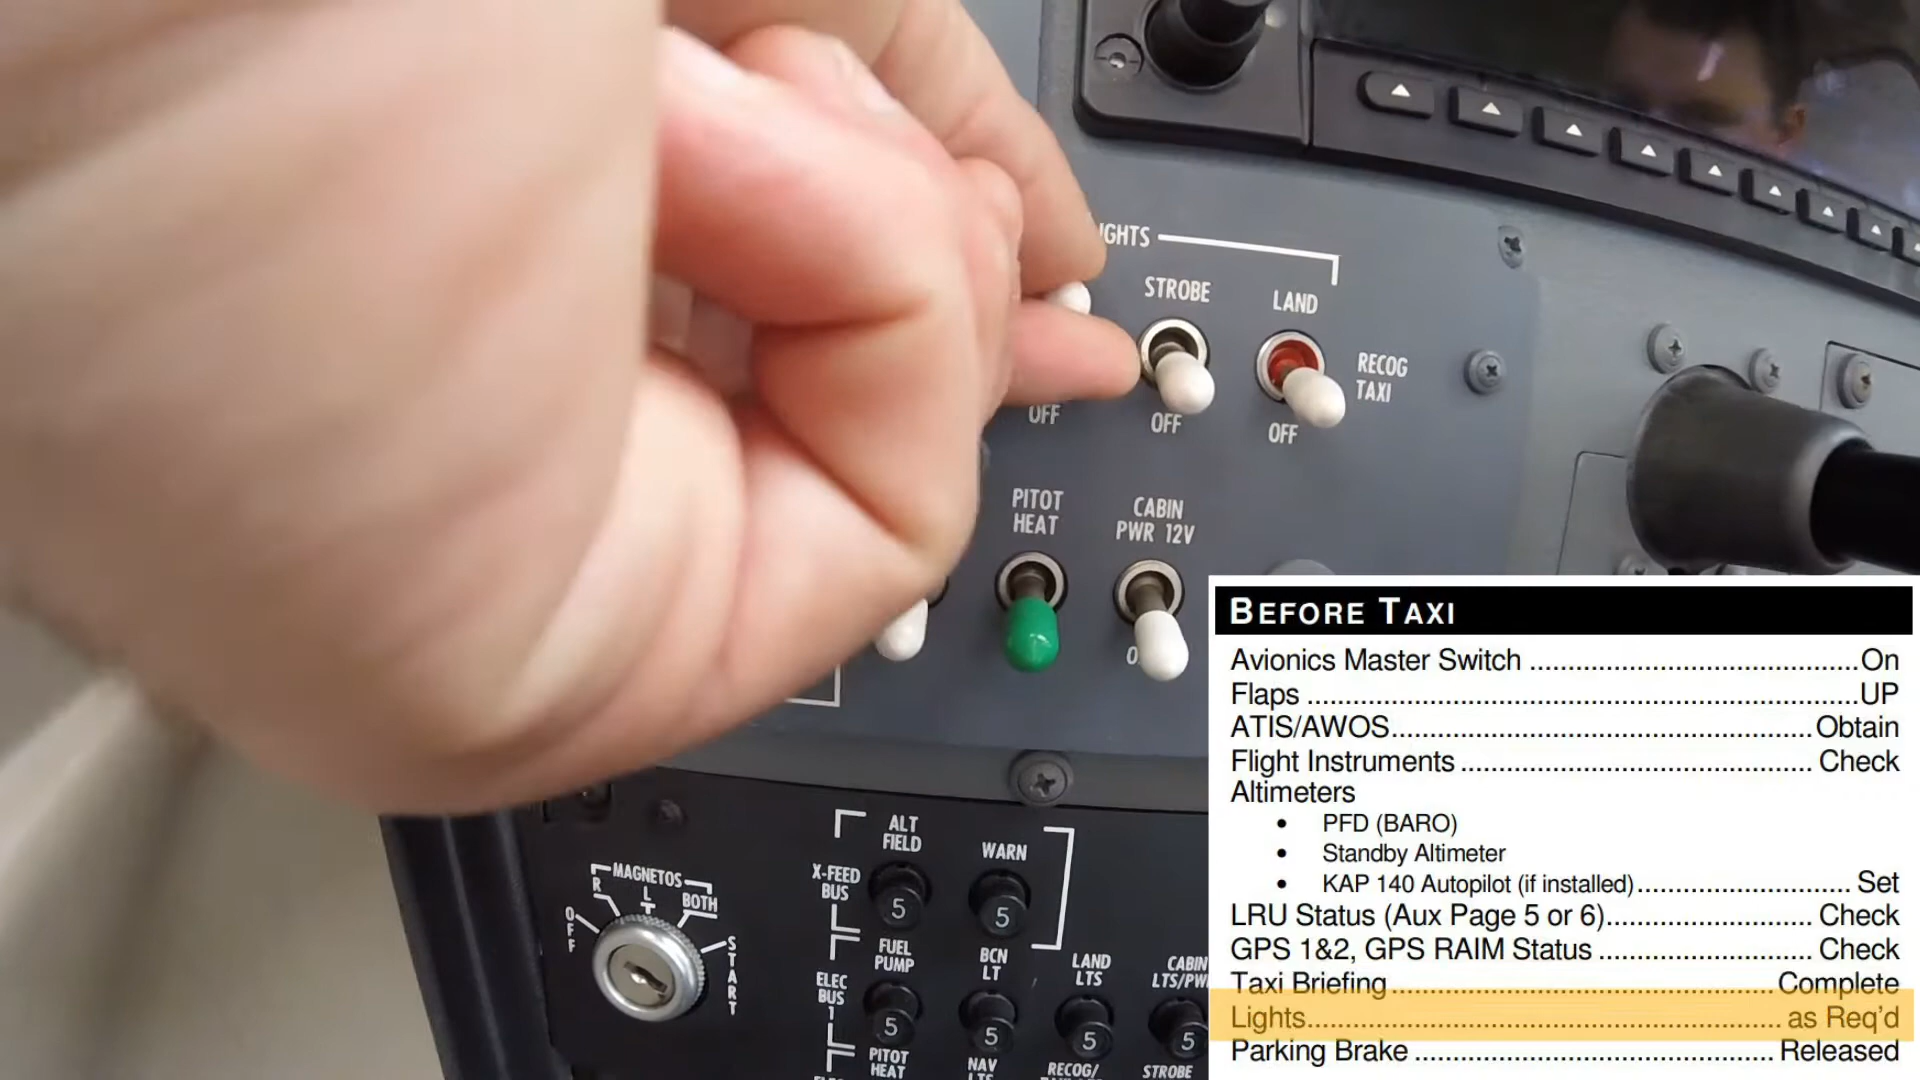 IGHTS
STROBE
LAND
RECOG
TAXI
OFF
OFF
OFF
PITOT
HEAT
CABIN
PWR 12V
MAGNETOS
OFF
R
L
BOTH
START
ALT
FIELD
WARN
X-FEED
BUS
5
5
FUEL
PUMP
BCN
LT
LAND
LTS
CABIN
LTS/PWR
ELEC
BUS
1
5
5
5
5
PITOT
HEAT
NAV
LTS
RECOG/
STROBE
BEFORE TAXI
Avionics Master Switch ........................................On
Flaps ....................................................................UP
ATIS/AWOS.................................................... Obtain
Flight Instruments ........................................... Check
Altimeters
• PFD (BARO)
• Standby Altimeter
• KAP 140 Autopilot (if installed)........................... Set
LRU Status (Aux Page 5 or 6)......................... Check
GPS 1&2, GPS RAIM Status .......................... Check
Taxi Briefing ............................................... Complete
Lights.......................................................... as Req'd
Parking Brake ............................................ Released